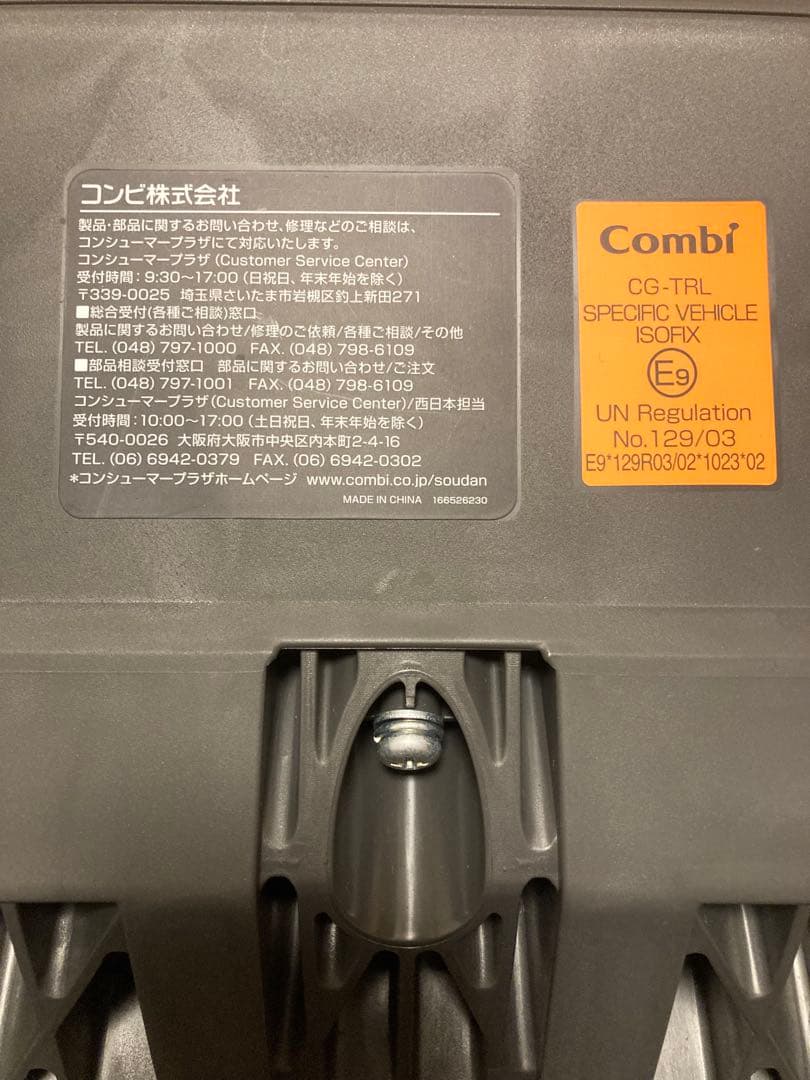 コンビ株式会社
製品・部品に関するお問い合わせ、修理などのご相談は、
コンシューマープラザにて対応いたします。
コンシューマープラザ(Customer Service Center)
受付時間:9:30〜17:00(日祝日、年末年始を除く)
〒339-0025 埼玉県さいたま市岩槻区釣上新田271
■総合受付(各種ご相談)窓口
製品に関するお問い合わせ/修理のご依頼/各種ご相談/その他
TEL. (048) 797-1000 FAX. (048) 798-6109
■部品相談受付窓口 部品に関するお問い合わせ/ご注文
TEL. (048) 797-1001 FAX. (048) 798-6109
コンシューマープラザ(Customer Service Center)/西日本担当
受付時間:10:00〜17:00(土日祝日、年末年始を除く)
〒540-0026 大阪府大阪市中央区内本町2-4-16
TEL. (06) 6942-0379 FAX. (06) 6942-0302
*コンシューマープラザホームページ www.combi.co.jp/soudan
MADE IN CHINA 166526230
Combi
CG-TRL
SPECIFIC VEHICLE
ISOFIX
E9
UN Regulation
No.129/03
E9*129R03/02*1023*02